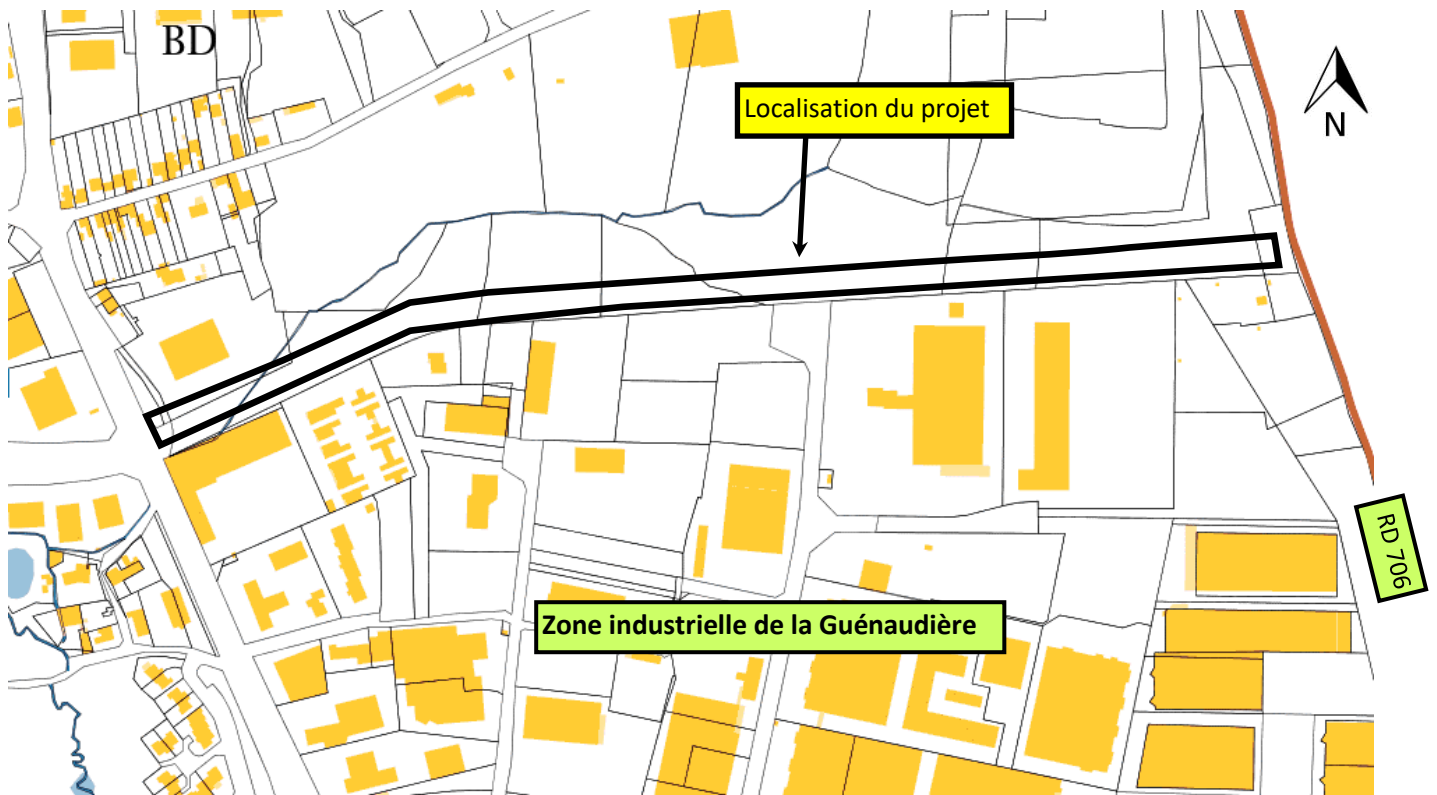 BD
Localisation du projet
N
RD 706
Zone industrielle de la Guénaudière